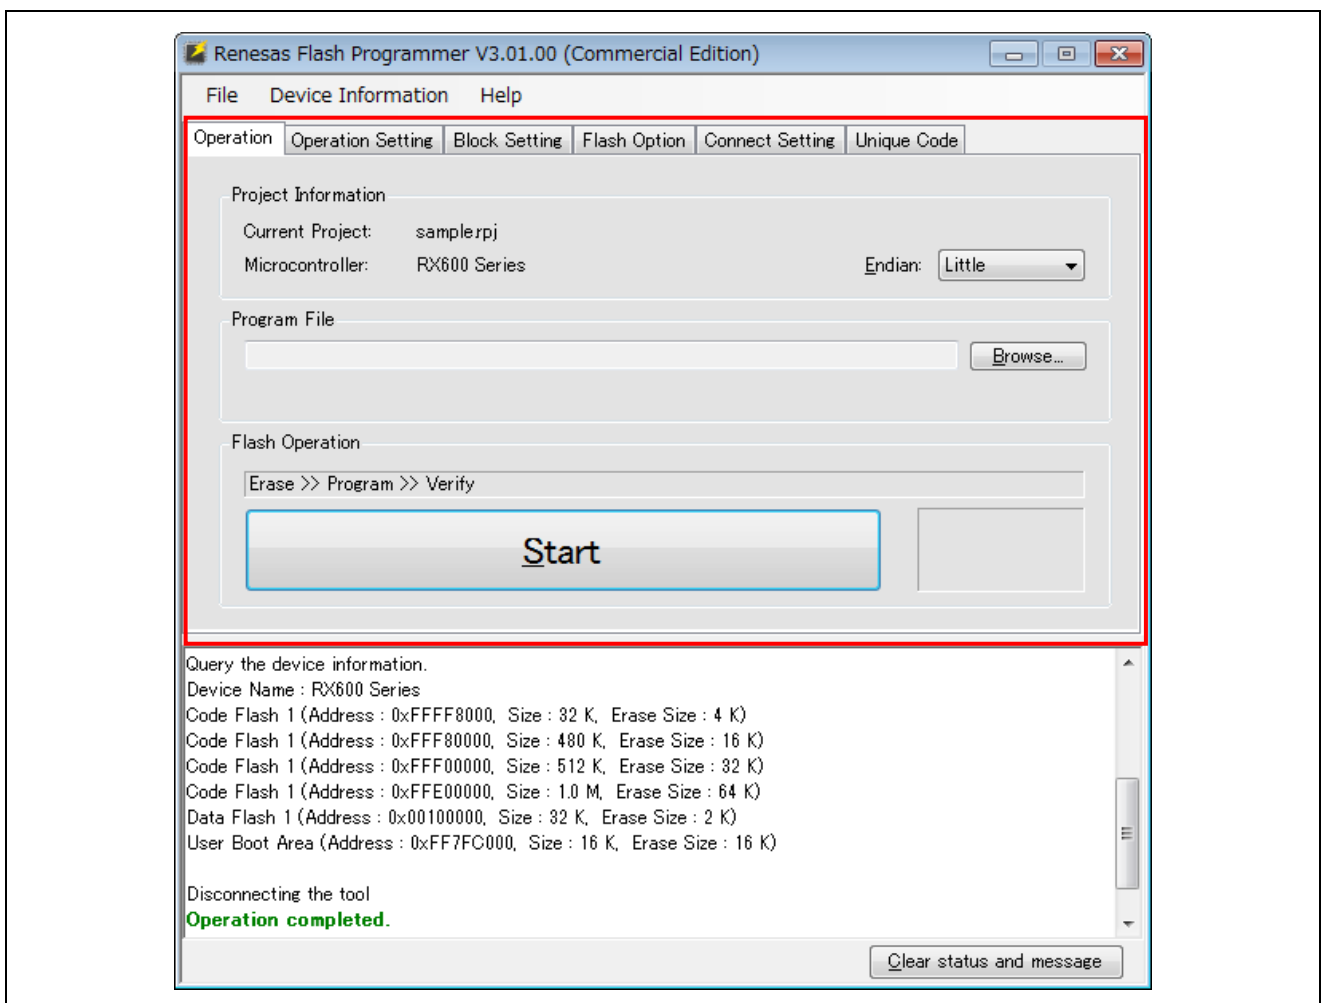 Renesas Flash Programmer V3.01.00 (Commercial Edition)
File Device Information Help
Operation Operation Setting Block Setting Flash Option Connect Setting Unique Code
Project Information
Current Project: sample.rpj
Microcontroller: RX600 Series Endian: Little
Program File
Browse...
Flash Operation
Erase >> Program >> Verify
Start
Query the device information.
Device Name : RX600 Series
Code Flash 1 (Address : 0xFFFF8000, Size : 32 K, Erase Size : 4 K)
Code Flash 1 (Address : 0xFFF80000, Size : 480 K, Erase Size : 16 K)
Code Flash 1 (Address : 0xFFF00000, Size : 512 K, Erase Size : 32 K)
Code Flash 1 (Address : 0xFFE00000, Size : 1.0 M, Erase Size : 64 K)
Data Flash 1 (Address : 0x00100000, Size : 32 K, Erase Size : 2 K)
User Boot Area (Address : 0xFF7FC000, Size : 16 K, Erase Size : 16 K)
Disconnecting the tool
Operation completed.
Clear status and message